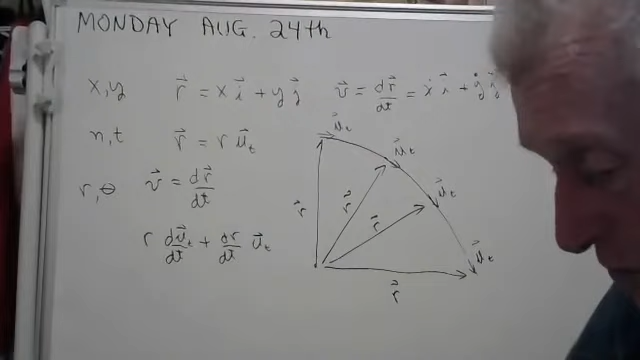 MONDAY AUG. 24th
x,y r⃗ = x i⃗ + y j⃗ v⃗ = dr⃗/dt = ẋ i⃗ + ẏ j⃗
n,t r⃗ = r u⃗t
r,θ v⃗ = dr⃗/dt
r du⃗t/dt + dr/dt u⃗t
u⃗t
u⃗t
u⃗t
u⃗t
r⃗
r⃗
r⃗
r⃗